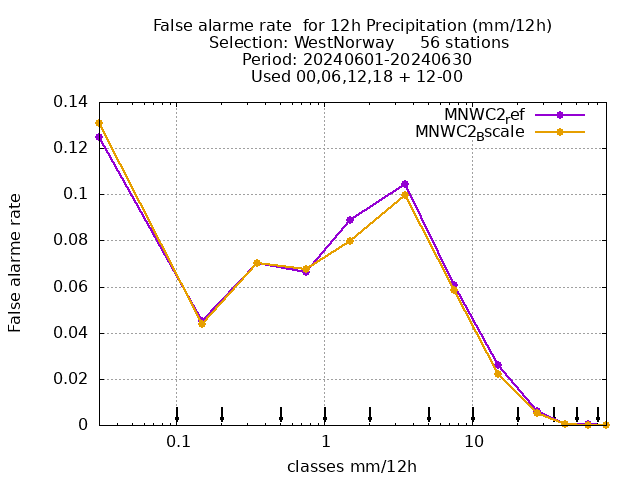 False alarme rate  for 12h Precipitation (mm/12h)
Selection: WestNorway     56 stations
Period: 20240601-20240630
Used 00,06,12,18 + 12-00
MNWC2ref
MNWC2Bscale
0.14
0.12
0.1
0.08
0.06
0.04
0.02
0
False alarme rate
0.1 1 10
classes mm/12h